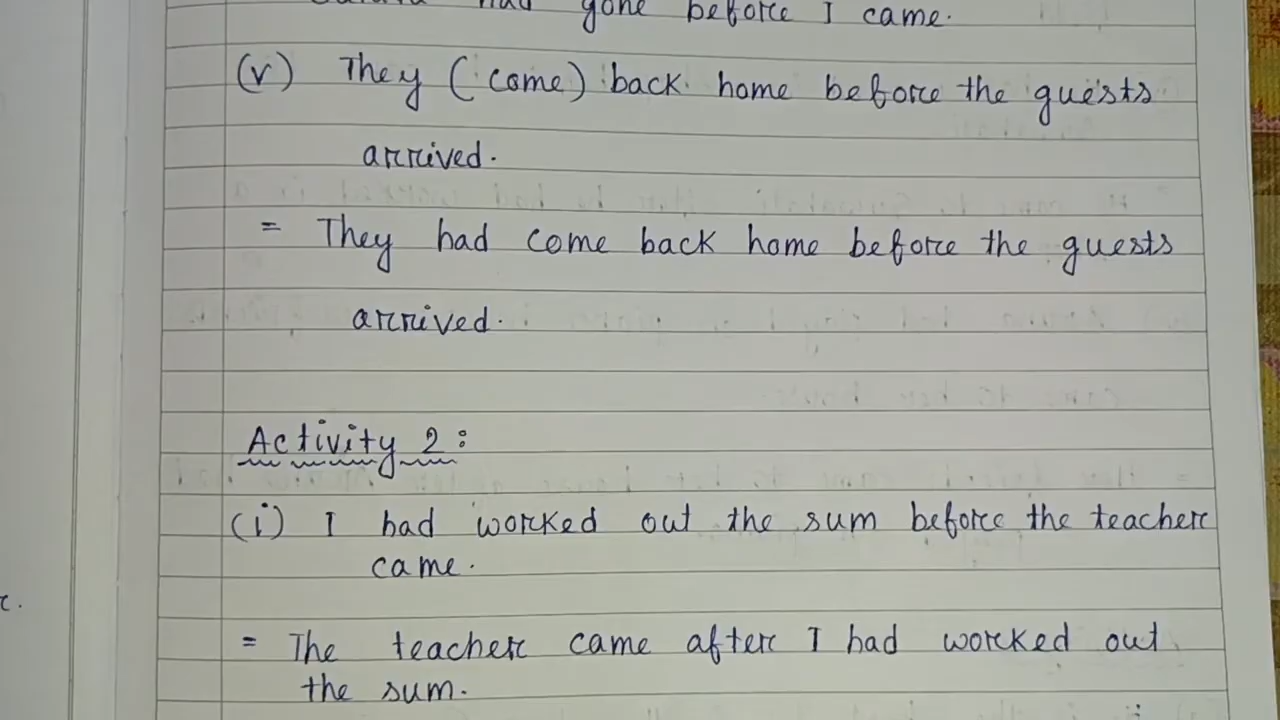 had gone before I came.
(v) They (come) back home before the guests
arrived.
= They had come back home before the guests
arrived.
Activity 2:
(i) I had worked out the sum before the teacher
came.
= The teacher came after I had worked out
the sum.